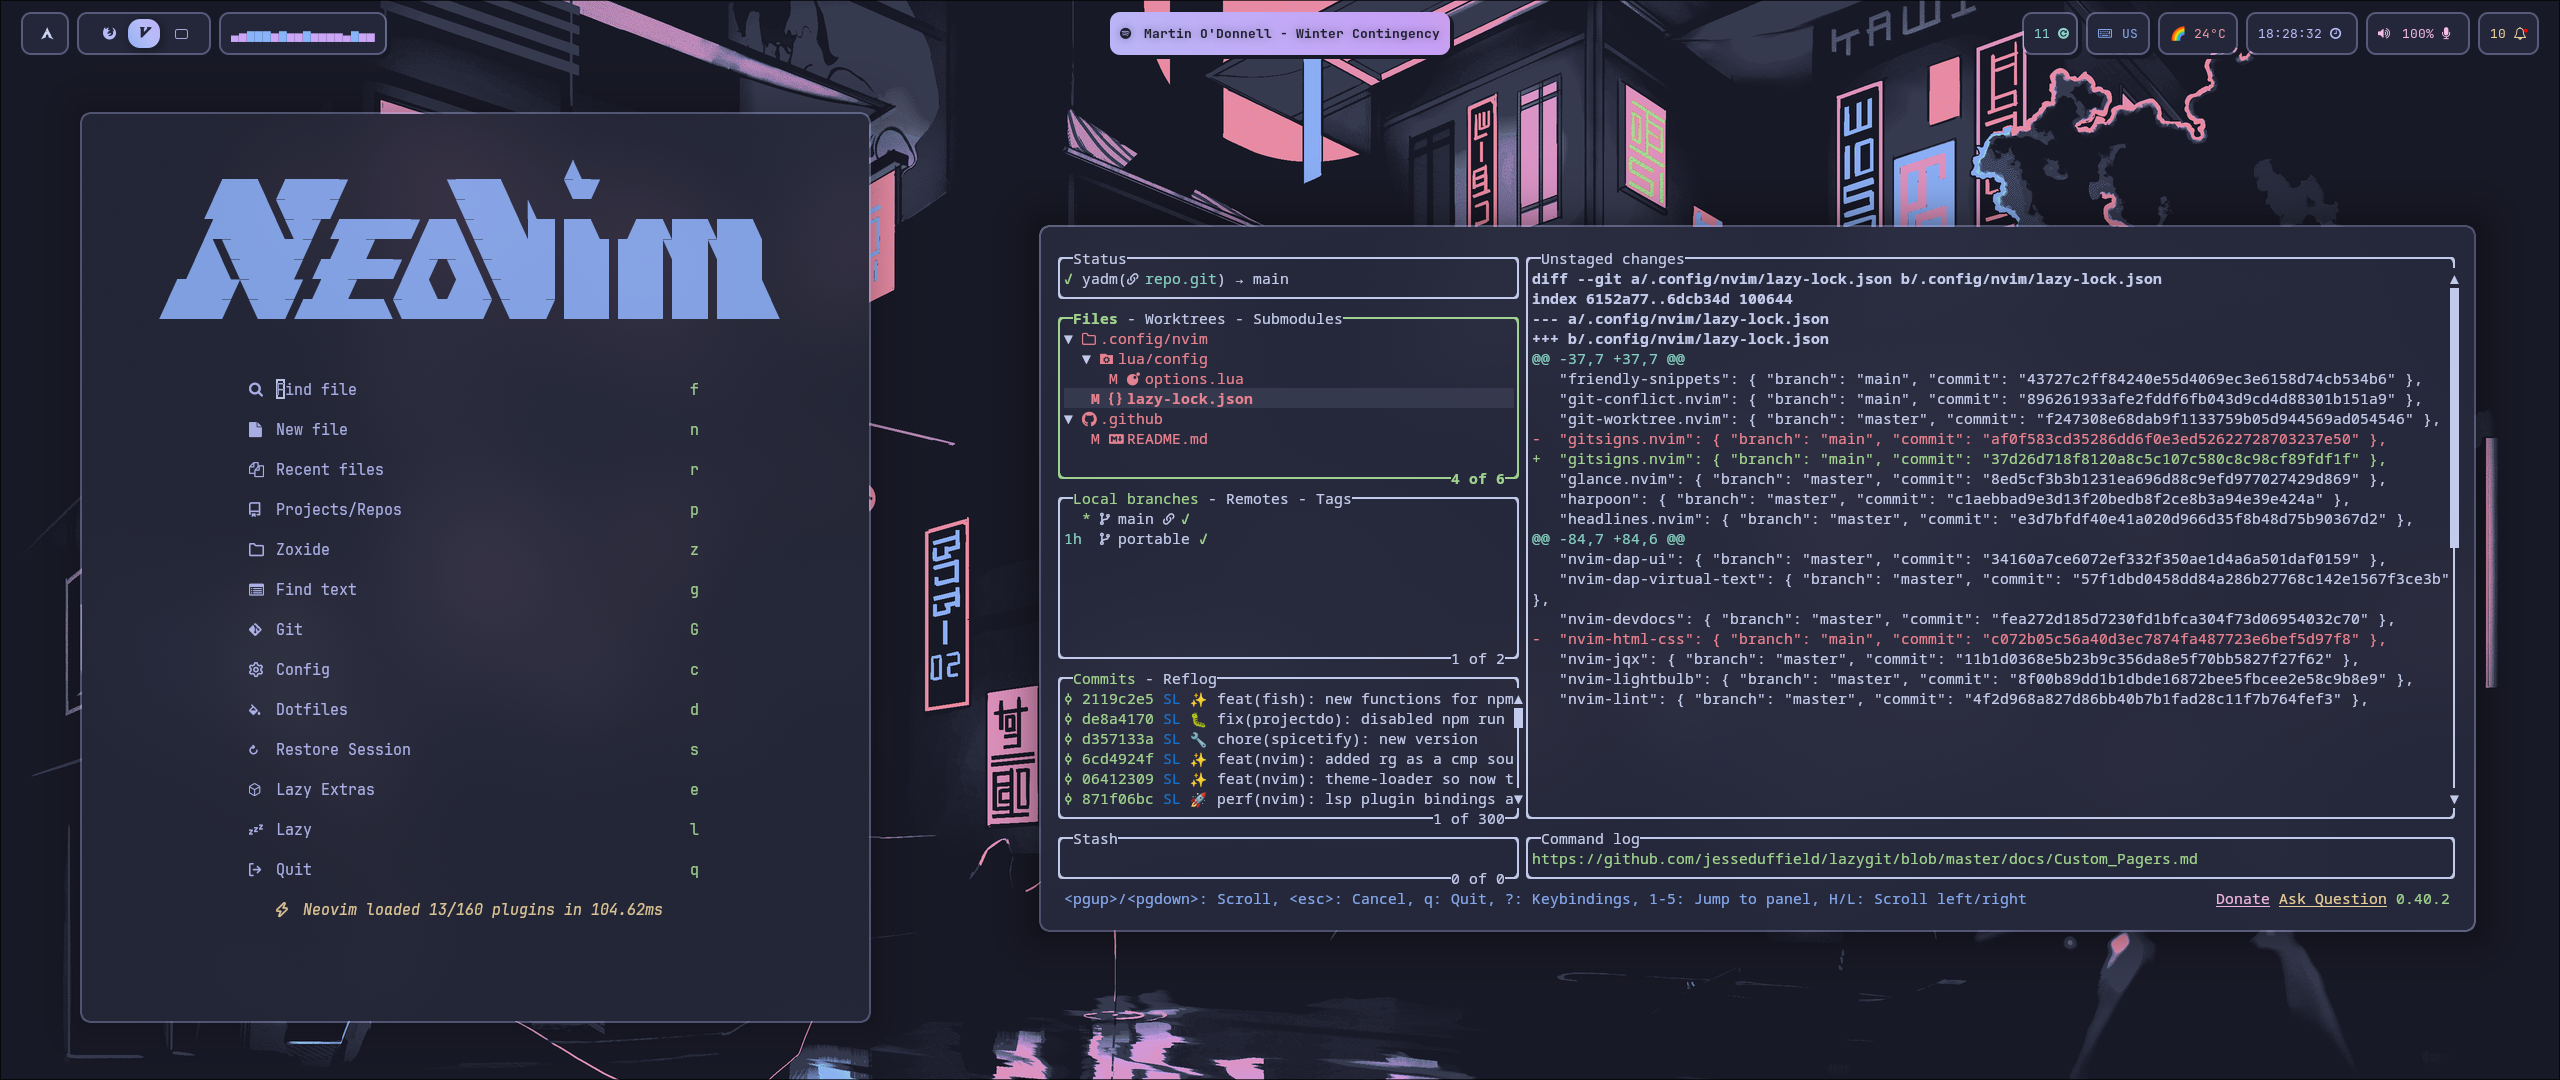 Martin O'Donnell - Winter Contingency
11
US
24°C
18:28:32
100%
10
NEOVIM
Find file f
New file n
Recent files r
Projects/Repos p
Zoxide z
Find text g
Git G
Config c
Dotfiles d
Restore Session s
Lazy Extras e
Lazy l
Quit q
Neovim loaded 13/160 plugins in 104.62ms
Status
✓ yadm( repo.git) → main
Files - Worktrees - Submodules
▼ .config/nvim
▼ lua/config
M options.lua
M {} lazy-lock.json
▼ .github
M README.md
4 of 6
Local branches - Remotes - Tags
* main ✓
1h portable ✓
1 of 2
Commits - Reflog
2119c2e5 SL ✨ feat(fish): new functions for npm
de8a4170 SL 🐛 fix(projectdo): disabled npm run
d357133a SL 🔧 chore(spicetify): new version
6cd4924f SL ✨ feat(nvim): added rg as a cmp sou
06412309 SL ✨ feat(nvim): theme-loader so now t
871f06bc SL 🚀 perf(nvim): lsp plugin bindings a
1 of 300
Stash
0 of 0
Unstaged changes
diff --git a/.config/nvim/lazy-lock.json b/.config/nvim/lazy-lock.json
index 6152a77..6dcb34d 100644
--- a/.config/nvim/lazy-lock.json
+++ b/.config/nvim/lazy-lock.json
@@ -37,7 +37,7 @@
"friendly-snippets": { "branch": "main", "commit": "43727c2ff84240e55d4069ec3e6158d74cb534b6" },
"git-conflict.nvim": { "branch": "main", "commit": "896261933afe2fddf6fb043d9cd4d88301b151a9" },
"git-worktree.nvim": { "branch": "master", "commit": "f247308e68dab9f1133759b05d944569ad054546" },
- "gitsigns.nvim": { "branch": "main", "commit": "af0f583cd35286dd6f0e3ed52622728703237e50" },
+ "gitsigns.nvim": { "branch": "main", "commit": "37d26d718f8120a8c5c107c580c8c98cf89fdf1f" },
"glance.nvim": { "branch": "master", "commit": "8ed5cf3b3b1231ea696d88c9efd977027429d869" },
"harpoon": { "branch": "master", "commit": "c1aebbad9e3d13f20bedb8f2ce8b3a94e39e424a" },
"headlines.nvim": { "branch": "master", "commit": "e3d7bfdf40e41a020d966d35f8b48d75b90367d2" },
@@ -84,7 +84,6 @@
"nvim-dap-ui": { "branch": "master", "commit": "34160a7ce6072ef332f350ae1d4a6a501daf0159" },
"nvim-dap-virtual-text": { "branch": "master", "commit": "57f1dbd0458dd84a286b27768c142e1567f3ce3b"
},
"nvim-devdocs": { "branch": "master", "commit": "fea272d185d7230fd1bfca304f73d06954032c70" },
- "nvim-html-css": { "branch": "main", "commit": "c072b05c56a40d3ec7874fa487723e6bef5d97f8" },
"nvim-jqx": { "branch": "master", "commit": "11b1d0368e5b23b9c356da8e5f70bb5827f27f62" },
"nvim-lightbulb": { "branch": "master", "commit": "8f00b89dd1b1dbde16872bee5fbcee2e58c9b8e9" },
"nvim-lint": { "branch": "master", "commit": "4f2d968a827d86bb40b7b1fad28c11f7b764fef3" },
Command log
https://github.com/jesseduffield/lazygit/blob/master/docs/Custom_Pagers.md
<pgup>/<pgdown>: Scroll, <esc>: Cancel, q: Quit, ?: Keybindings, 1-5: Jump to panel, H/L: Scroll left/right
Donate Ask Question 0.40.2